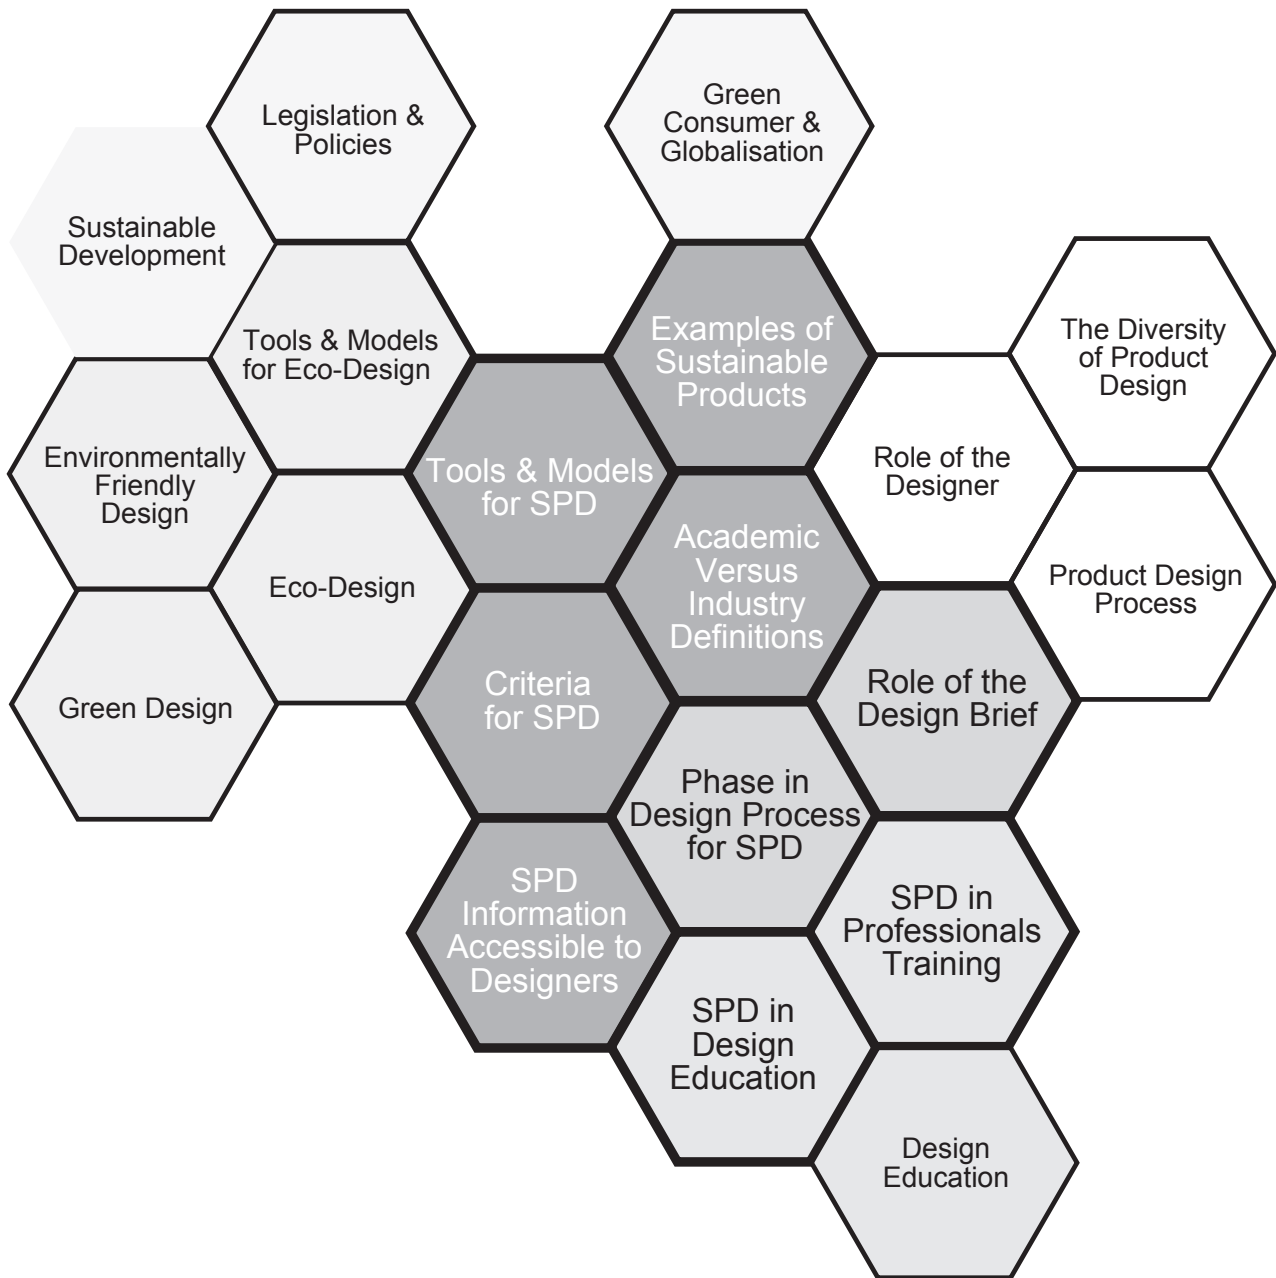 Legislation &
Policies
Green
Consumer &
Globalisation
Sustainable
Development
Tools & Models
for Eco-Design
Examples of
Sustainable
Products
The Diversity
of Product
Design
Environmentally
Friendly
Design
Tools & Models
for SPD
Role of the
Designer
Academic
Versus
Industry
Definitions
Eco-Design
Product Design
Process
Green Design
Criteria
for SPD
Role of the
Design Brief
Phase in
Design Process
for SPD
SPD
Information
Accessible to
Designers
SPD in
Professionals
Training
SPD in
Design
Education
Design
Education